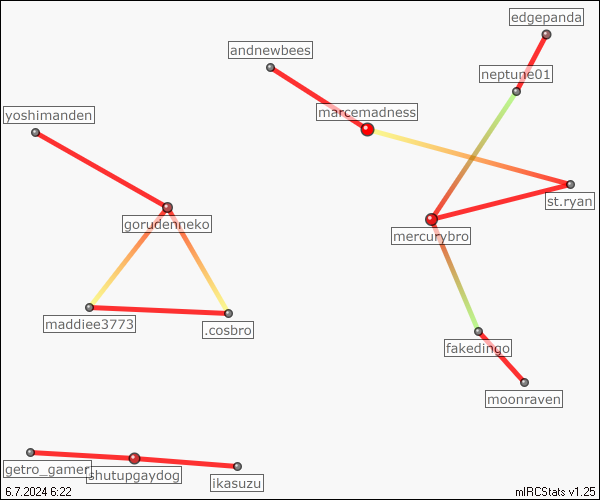 edgepanda
andnewbees
neptune01
marcemadness
yoshimanden
st.ryan
gorudenneko
mercurybro
maddiee3773
.cosbro
fakedingo
moonraven
getro_gamer
shutupgaydog
ikasuzu
6.7.2024 6:22
mIRCStats v1.25